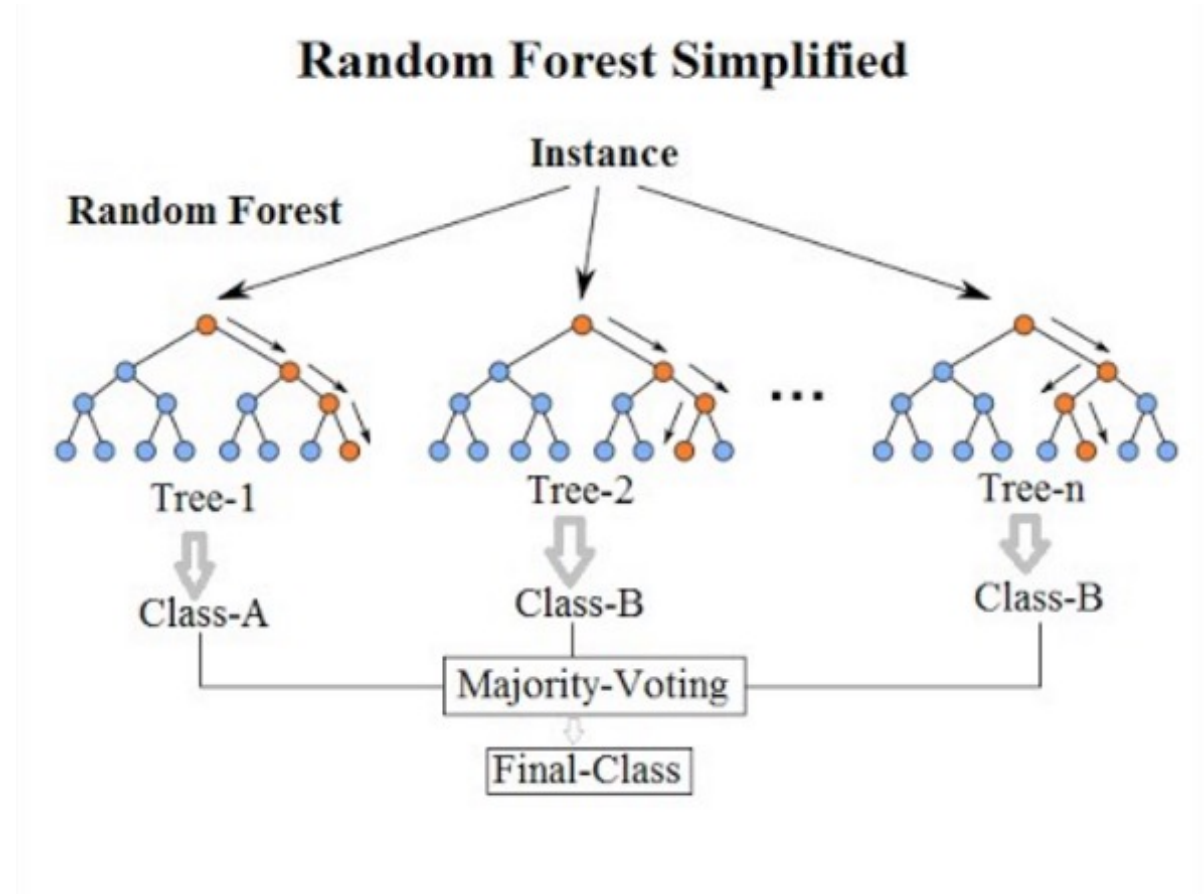 Random Forest Simplified
Instance
Random Forest
...
Tree-1
Tree-2
Tree-n
Class-A
Class-B
Class-B
Majority-Voting
Final-Class